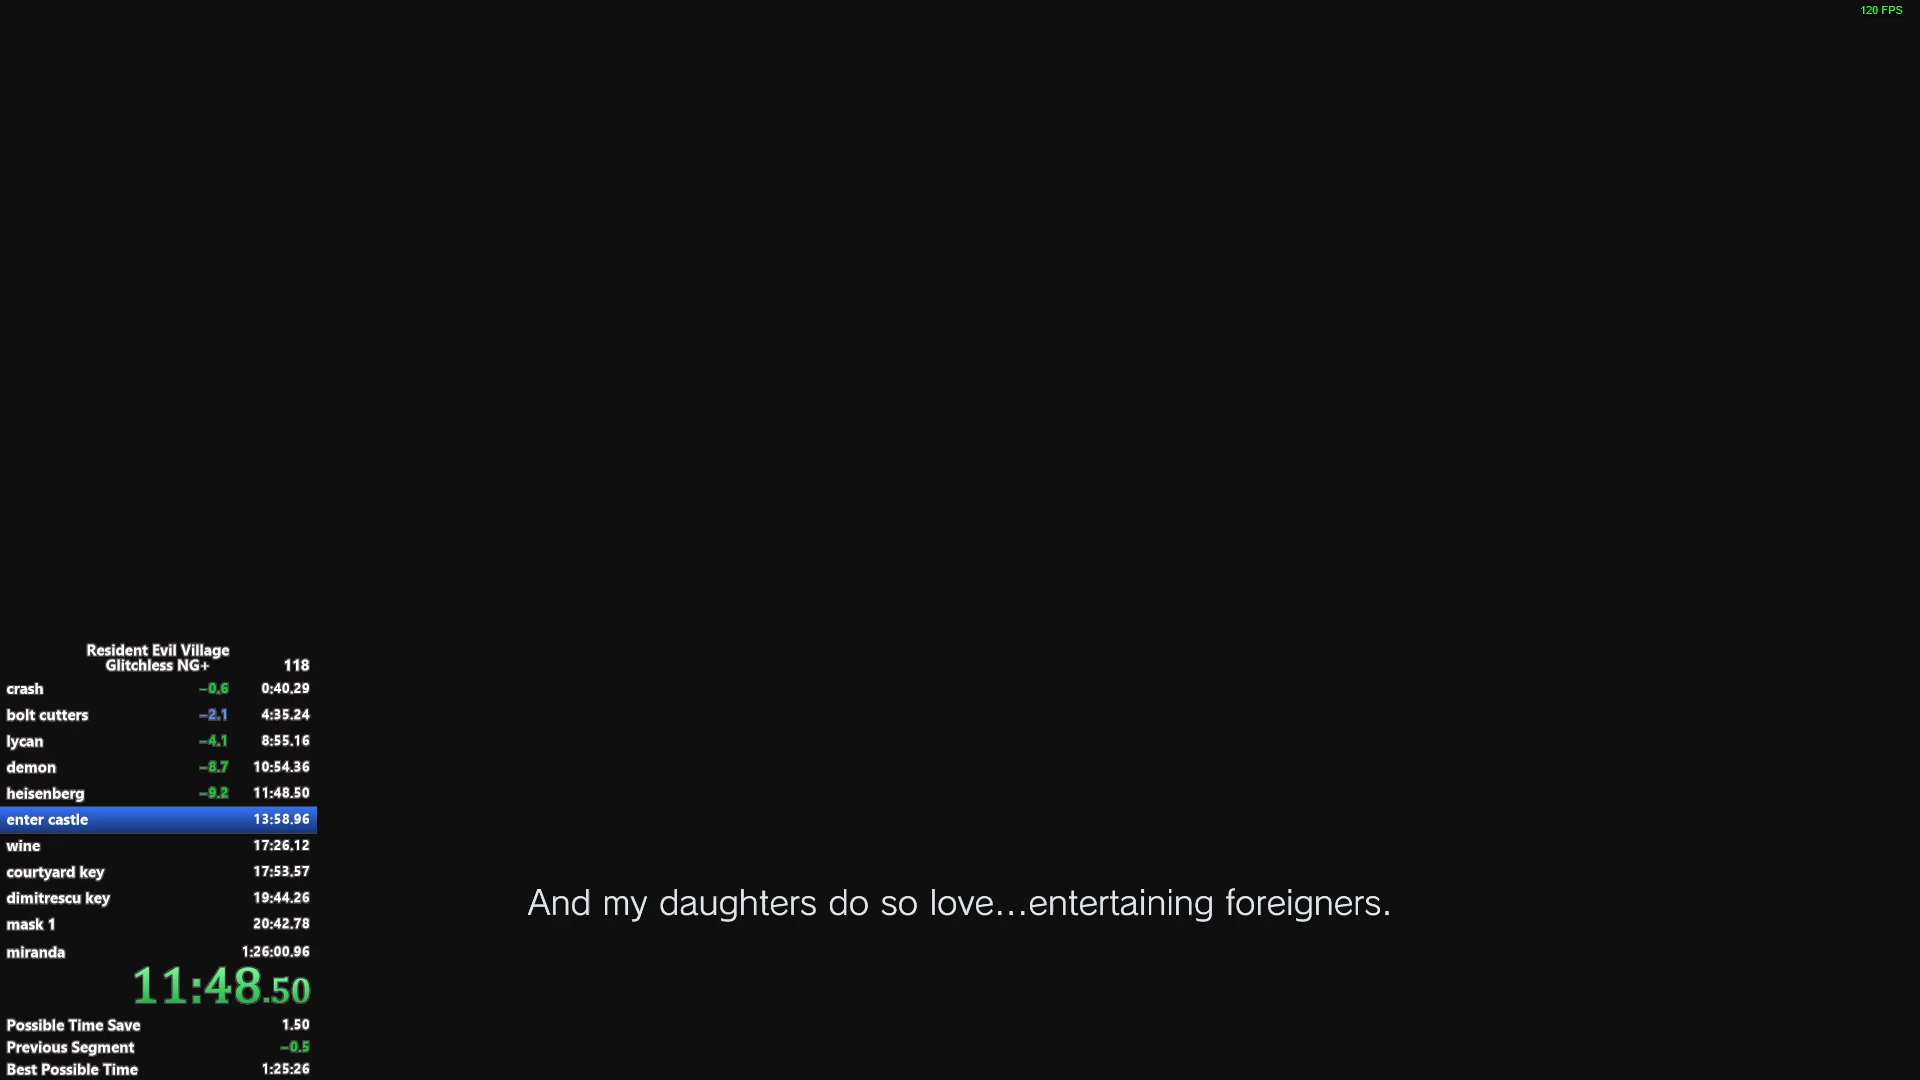 120 FPS
Resident Evil Village
Glitchless NG+ 118
crash −0.6 0:40.29
bolt cutters −2.1 4:35.24
lycan −4.1 8:55.16
demon −8.7 10:54.36
heisenberg −9.2 11:48.50
enter castle 13:58.96
wine 17:26.12
courtyard key 17:53.57
dimitrescu key 19:44.26
mask 1 20:42.78
miranda 1:26:00.96
11:48.50
Possible Time Save 1.50
Previous Segment −0.5
Best Possible Time 1:25:26
And my daughters do so love...entertaining foreigners.